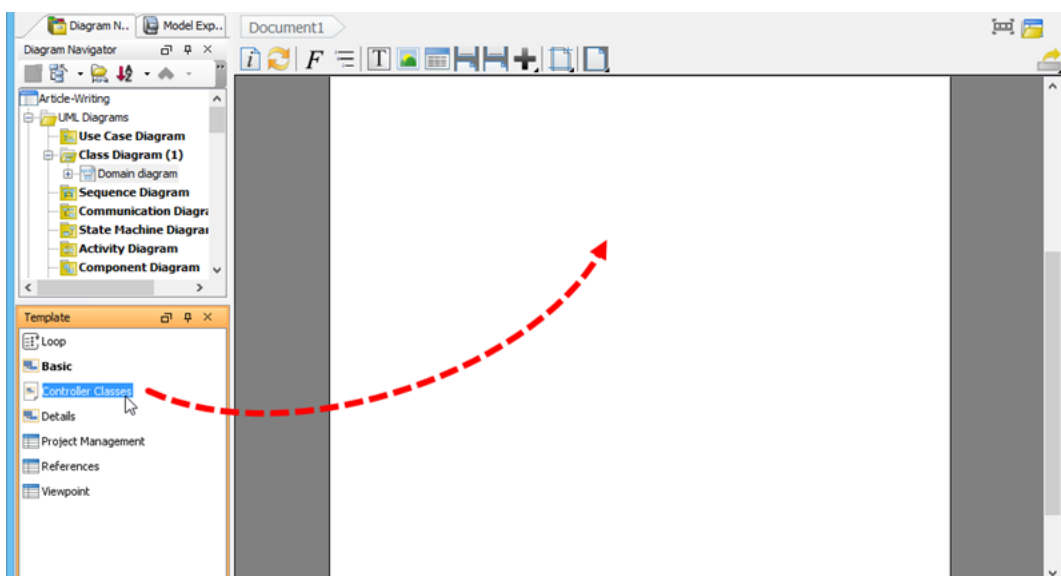 Diagram N..
Model Exp..
Document1
Diagram Navigator
i
F
T
Article-Writing
UML Diagrams
Use Case Diagram
Class Diagram (1)
Domain diagram
Sequence Diagram
Communication Diagra
State Machine Diagrar
Activity Diagram
Component Diagram
Template
Loop
Basic
Controller Classes
Details
Project Management
References
Viewpoint